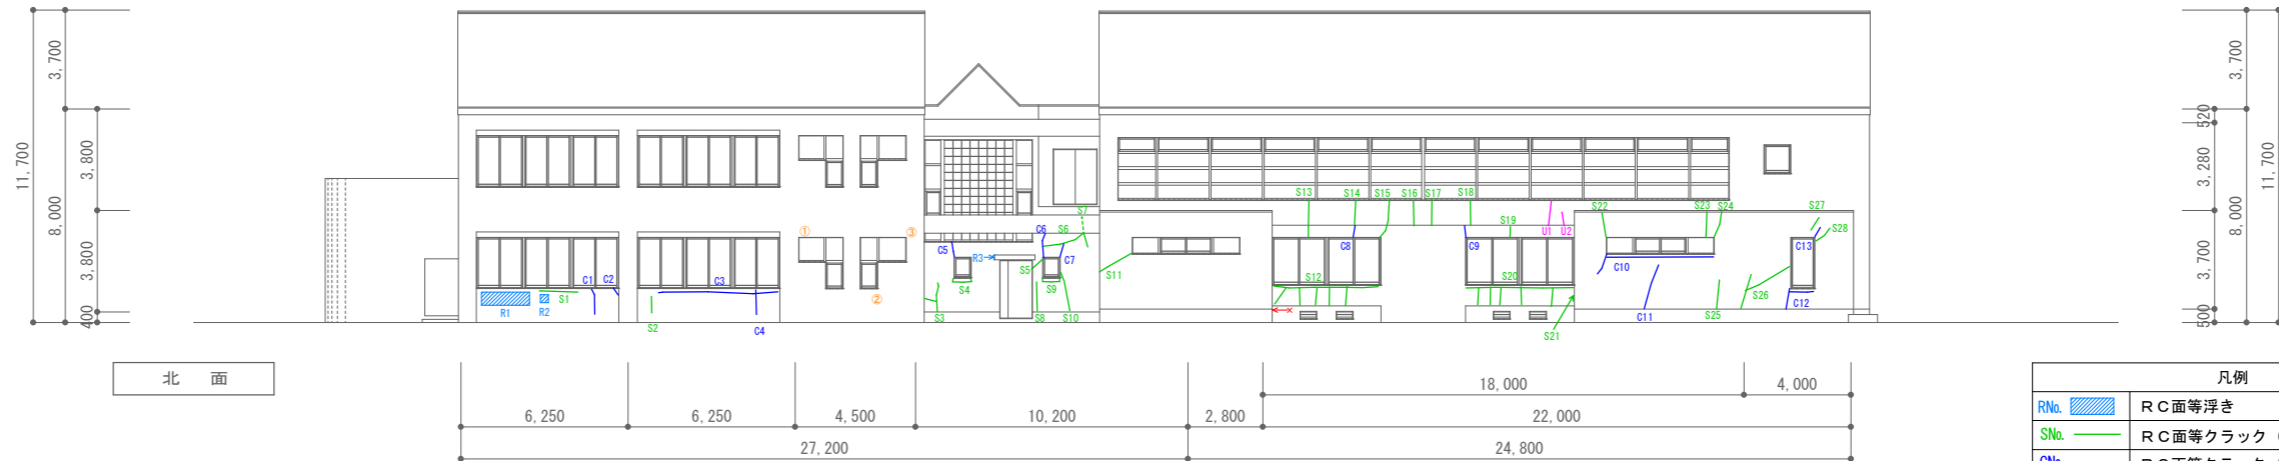 3,700
11,700
8,000
3,800
3,800
400
3,700
520
3,280
11,700
8,000
3,700
500
S13 S14 S15 S16 S17 S18
S7 S22 S23 S24 S27
① ③ C6 S6 S19 U1 U2 S28
C5 R3 C7 C8 C9 C13
S5 S11 C10
C1 C2 C3 S4 S9 S12 S20 S26
R1 R2 S1 ② C12
S2 C4 S3 S8 S10 C11 S25
S21
北 面
18,000 4,000
6,250 6,250 4,500 10,200 2,800 22,000
27,200 24,800
凡例
RNo. RC面等浮き
SNo. RC面等クラック